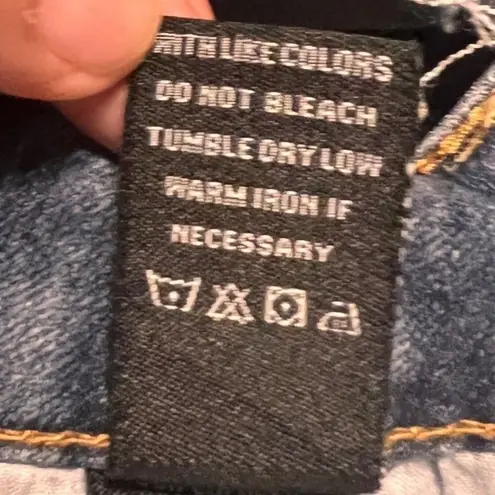 WITH LIKE COLORS
DO NOT BLEACH
TUMBLE DRY LOW
WARM IRON IF
NECESSARY